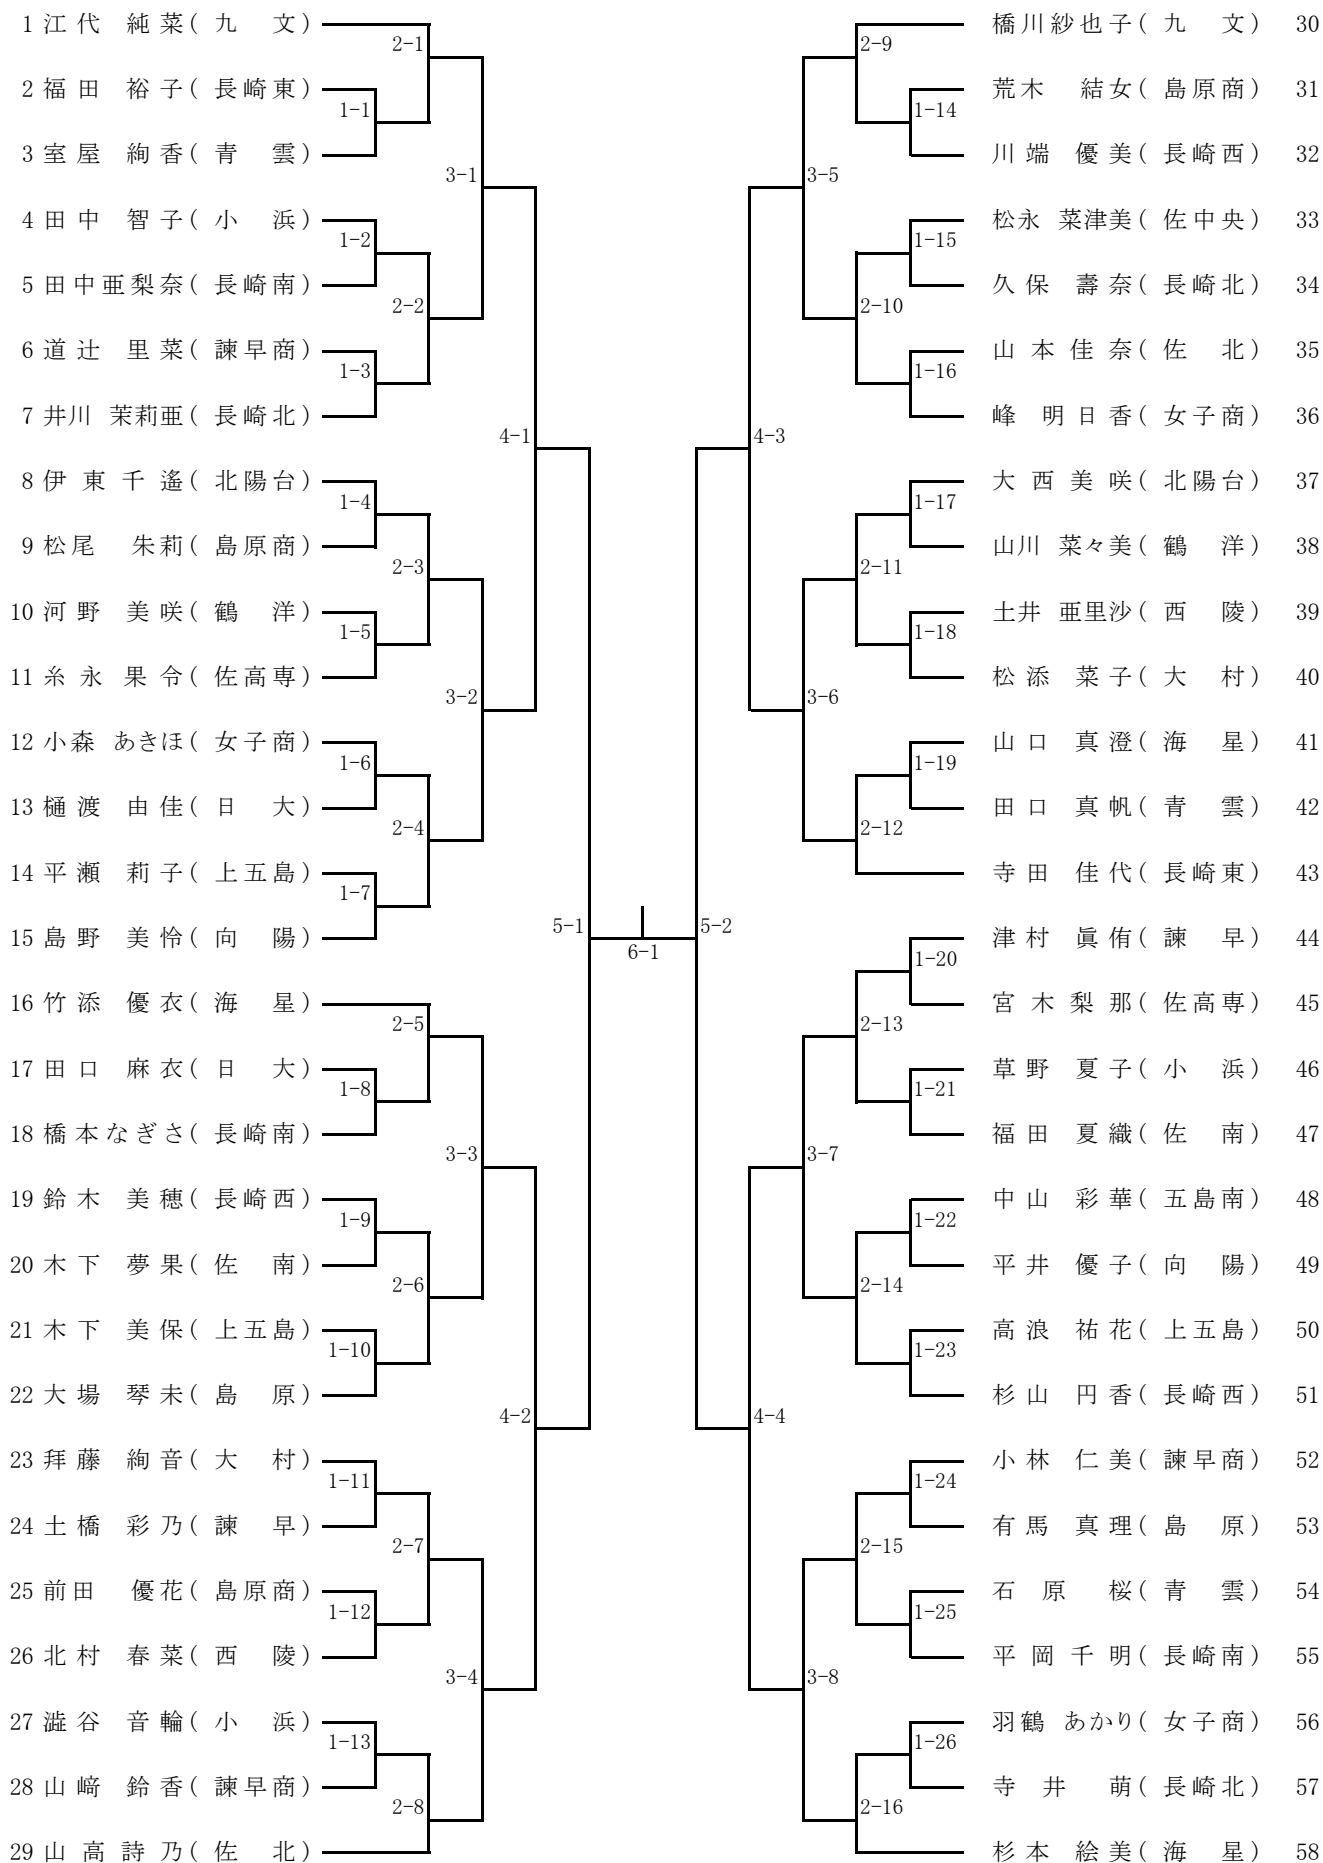 1 江代 純菜( 九 文)
2-1
2 福田 裕子( 長崎東)
1-1
3 室屋 絢香( 青 雲)
3-1
4 田中 智子( 小 浜)
1-2
5 田中亜梨奈( 長崎南)
2-2
6 道辻 里菜( 諫早商)
1-3
7 井川 茉莉亜( 長崎北)
4-1
8 伊東千遙( 北陽台)
1-4
9 松尾 朱莉( 島原商)
2-3
10 河野 美咲( 鶴 洋)
1-5
11 糸永果令( 佐高専)
3-2
12 小森 あきほ( 女子商)
1-6
13 樋渡 由佳( 日 大)
2-4
14 平瀬 莉子( 上五島)
1-7
15 島野 美怜( 向 陽)
5-1
16 竹添 優衣( 海 星)
2-5
17 田口 麻衣( 日 大)
1-8
18 橋本なぎさ( 長崎南)
3-3
19 鈴木 美穂( 長崎西)
1-9
20 木下 夢果( 佐 南)
2-6
21 木下 美保( 上五島)
1-10
22 大場 琴未( 島 原)
4-2
23 拜藤 絢音( 大 村)
1-11
24 土橋 彩乃( 諫 早)
2-7
25 前田 優花( 島原商)
1-12
26 北村 春菜( 西 陵)
3-4
27 澁谷 音輪( 小 浜)
1-13
28 山﨑 鈴香( 諫早商)
2-8
29 山高詩乃( 佐 北)
6-1
橋川紗也子( 九 文) 30
2-9
荒木 結女( 島原商) 31
1-14
川端 優美( 長崎西) 32
3-5
松永 菜津美( 佐中央) 33
1-15
久保 壽奈( 長崎北) 34
2-10
山本佳奈( 佐 北) 35
1-16
峰 明日香( 女子商) 36
4-3
大西美咲( 北陽台) 37
1-17
山川 菜々美( 鶴 洋) 38
2-11
土井 亜里沙( 西 陵) 39
1-18
松添 菜子( 大 村) 40
3-6
山口 真澄( 海 星) 41
1-19
田口 真帆( 青 雲) 42
2-12
寺田 佳代( 長崎東) 43
5-2
津村 眞侑( 諫 早) 44
1-20
宮木梨那( 佐高専) 45
2-13
草野 夏子( 小 浜) 46
1-21
福田 夏織( 佐 南) 47
3-7
中山 彩華( 五島南) 48
1-22
平井 優子( 向 陽) 49
2-14
高浪 祐花( 上五島) 50
1-23
杉山 円香( 長崎西) 51
4-4
小林 仁美( 諫早商) 52
1-24
有馬 真理( 島 原) 53
2-15
石原 桜( 青 雲) 54
1-25
平岡千明( 長崎南) 55
3-8
羽鶴 あかり( 女子商) 56
1-26
寺井 萌( 長崎北) 57
2-16
杉本 絵美( 海 星) 58